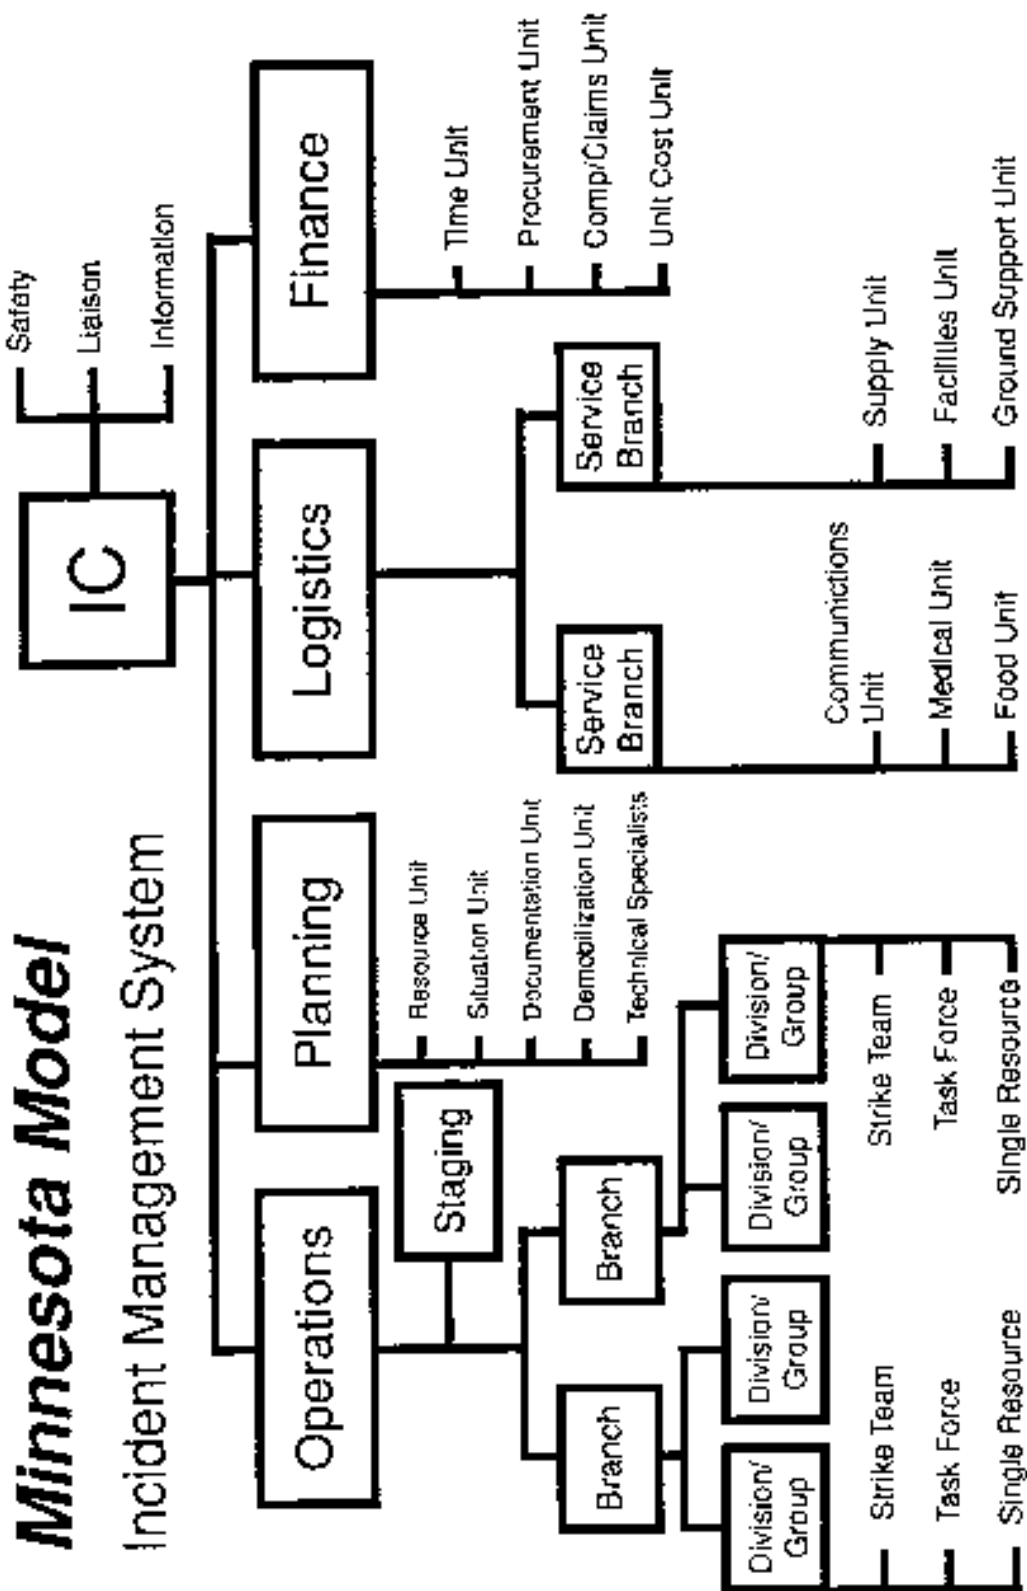 Minnesota Model
Incident Management System
IC
Safety
Liaison
Information
Operations
Planning
Logistics
Finance
Staging
Resource Unit
Situation Unit
Documentation Unit
Demobilization Unit
Technical Specialists
Time Unit
Procurement Unit
Comp/Claims Unit
Unit Cost Unit
Branch
Branch
Service
Branch
Service
Branch
Division/
Group
Division/
Group
Division/
Group
Division/
Group
Strike Team
Task Force
Single Resource
Strike Team
Task Force
Single Resource
Communictions
Unit
Medical Unit
Food Unit
Supply Unit
Facilities Unit
Ground Support Unit